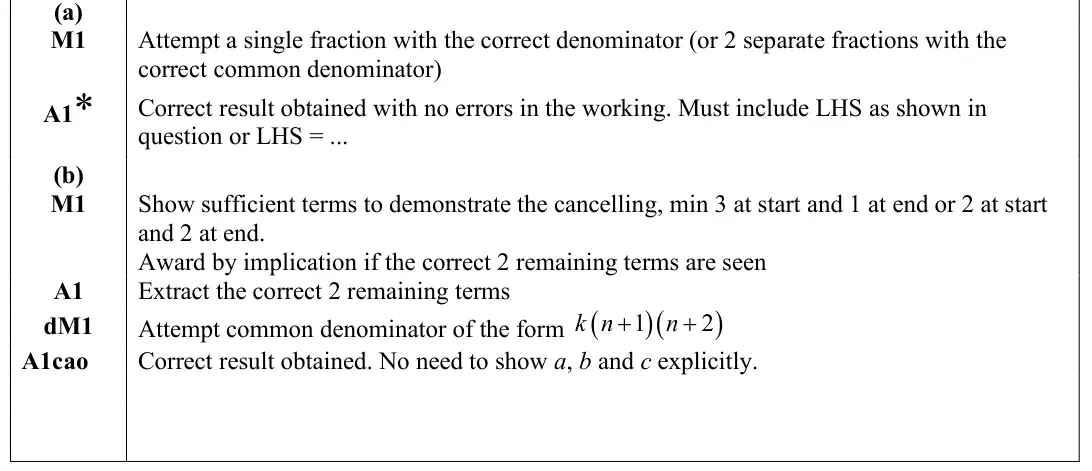 (a)
M1 Attempt a single fraction with the correct denominator (or 2 separate fractions with the
correct common denominator)
A1* Correct result obtained with no errors in the working. Must include LHS as shown in
question or LHS = ...
(b)
M1 Show sufficient terms to demonstrate the cancelling, min 3 at start and 1 at end or 2 at start
and 2 at end.
Award by implication if the correct 2 remaining terms are seen
A1 Extract the correct 2 remaining terms
dM1 Attempt common denominator of the form k(n+1)(n+2)
A1cao Correct result obtained. No need to show a, b and c explicitly.